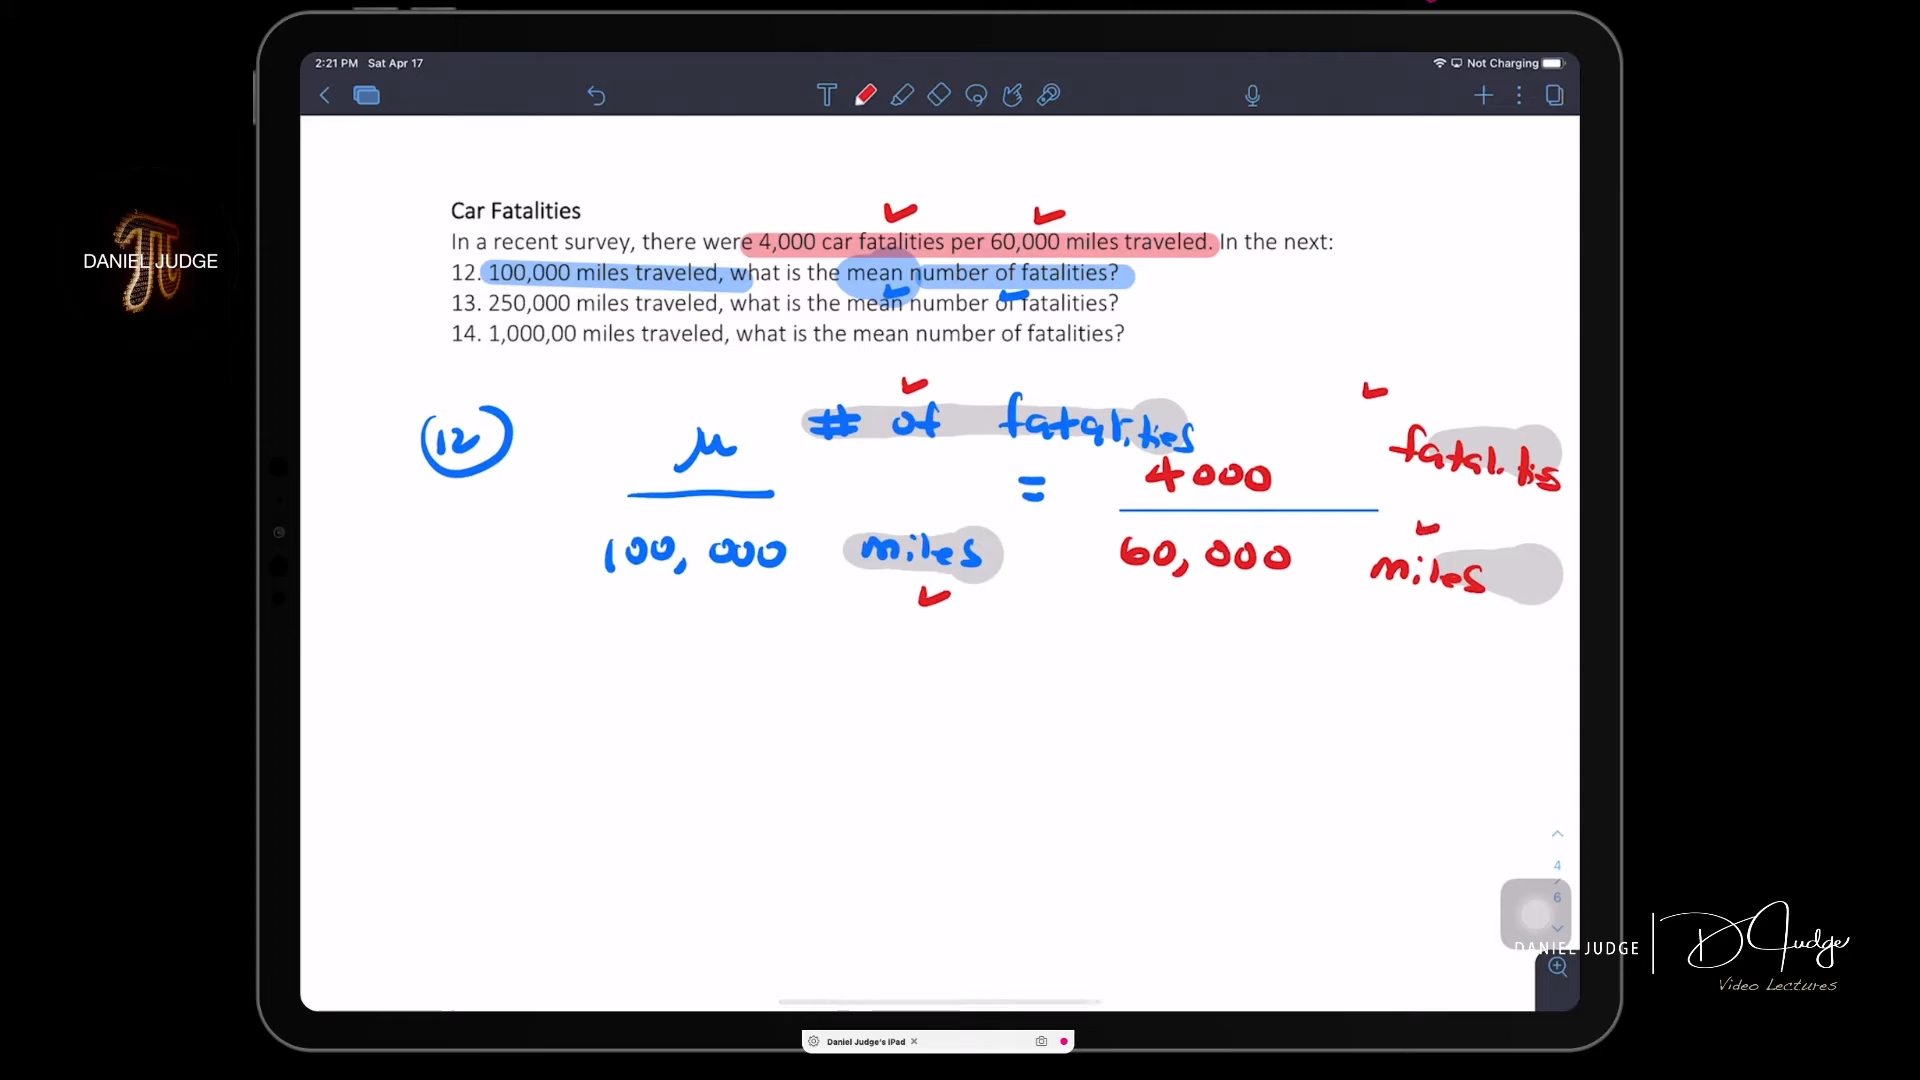 2:21 PM Sat Apr 17
Not Charging
T
Car Fatalities
In a recent survey, there were 4,000 car fatalities per 60,000 miles traveled. In the next:
12. 100,000 miles traveled, what is the mean number of fatalities?
13. 250,000 miles traveled, what is the mean number of fatalities?
14. 1,000,00 miles traveled, what is the mean number of fatalities?
(12) μ # of fatalities = 4000 fatalities
100,000 miles 60,000 miles
DANIEL JUDGE
4
6
DANIEL JUDGE | DJudge
Video Lectures
Daniel Judge's iPad